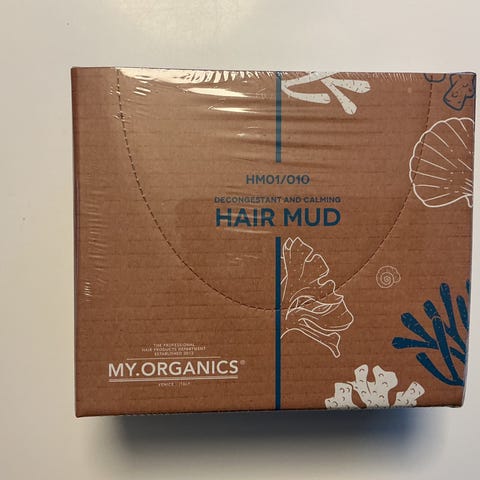 HM01/010
DECONGESTANT AND CALMING
HAIR MUD
THE PROFESSIONAL
HAIR PRODUCTS DEPARTMENT
ESTABLISHED 2012
MY.ORGANICS®
VENICE | ITALY